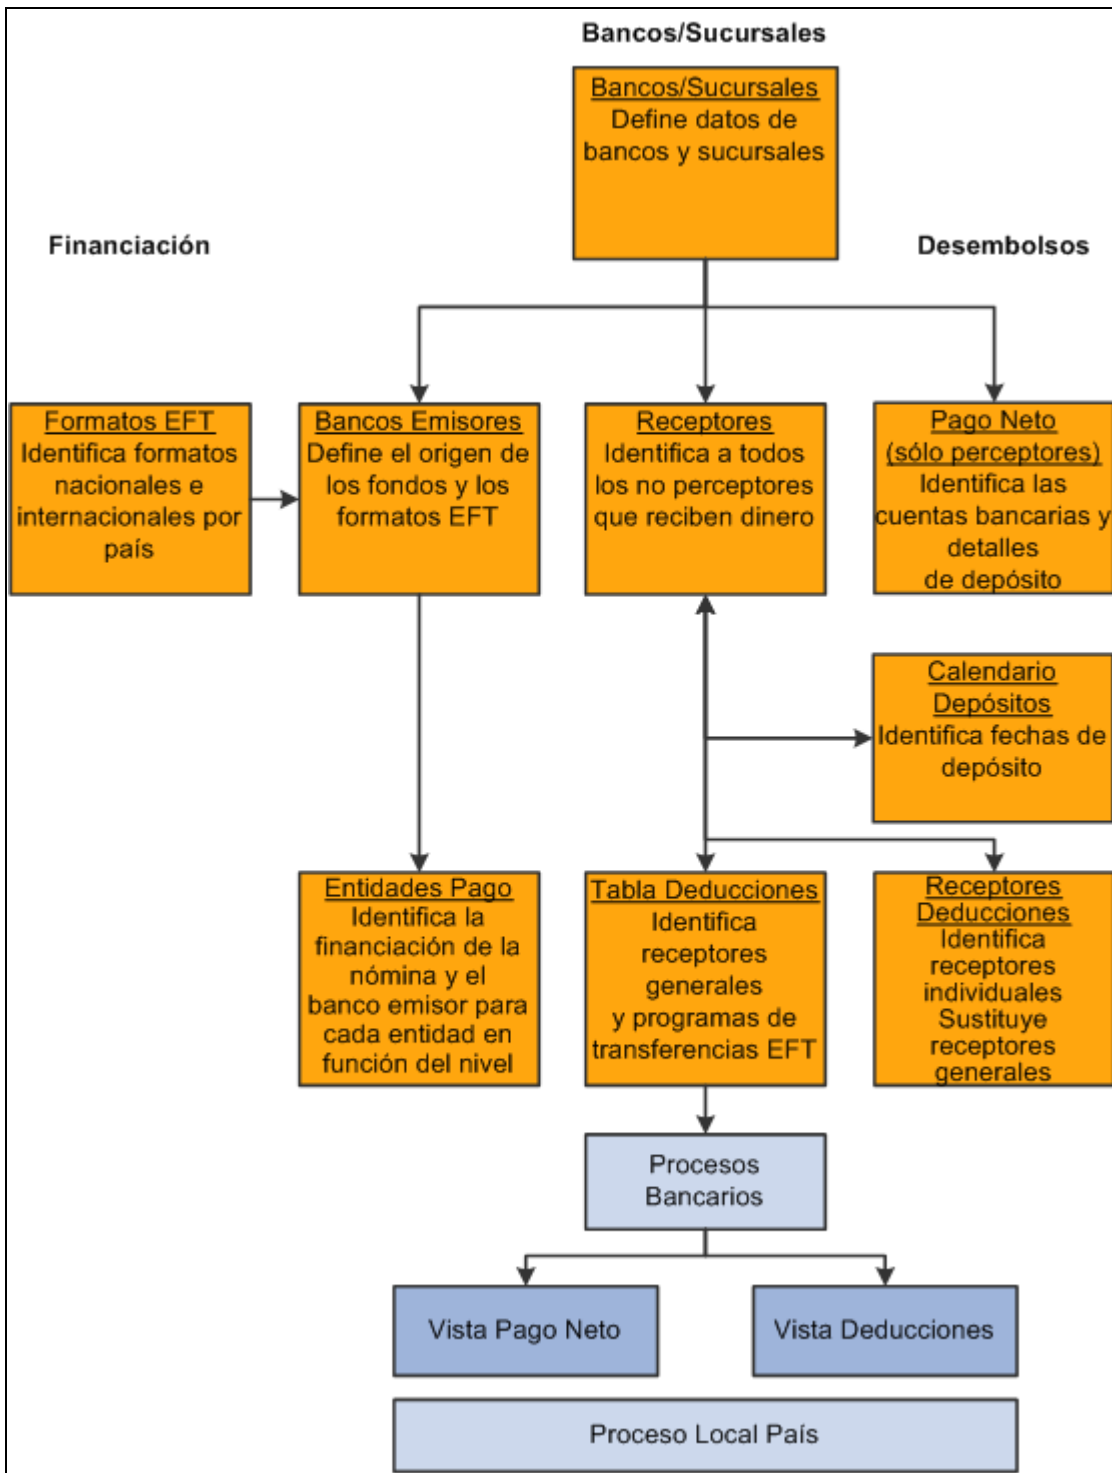 Bancos/Sucursales
Bancos/Sucursales
Define datos de
bancos y sucursales
Financiación
Desembolsos
Formatos EFT
Identifica formatos
nacionales e
internacionales por
país
Bancos Emisores
Define el origen de
los fondos y los
formatos EFT
Receptores
Identifica a todos
los no perceptores
que reciben dinero
Pago Neto
(sólo perceptores)
Identifica las
cuentas bancarias y
detalles
de depósito
Calendario
Depósitos
Identifica fechas de
depósito
Entidades Pago
Identifica la
financiación de la
nómina y el
banco emisor para
cada entidad en
función del nivel
Tabla Deducciones
Identifica
receptores
generales
y programas de
transferencias EFT
Receptores
Deducciones
Identifica
receptores
individuales
Sustituye
receptores
generales
Procesos
Bancarios
Vista Pago Neto
Vista Deducciones
Proceso Local País